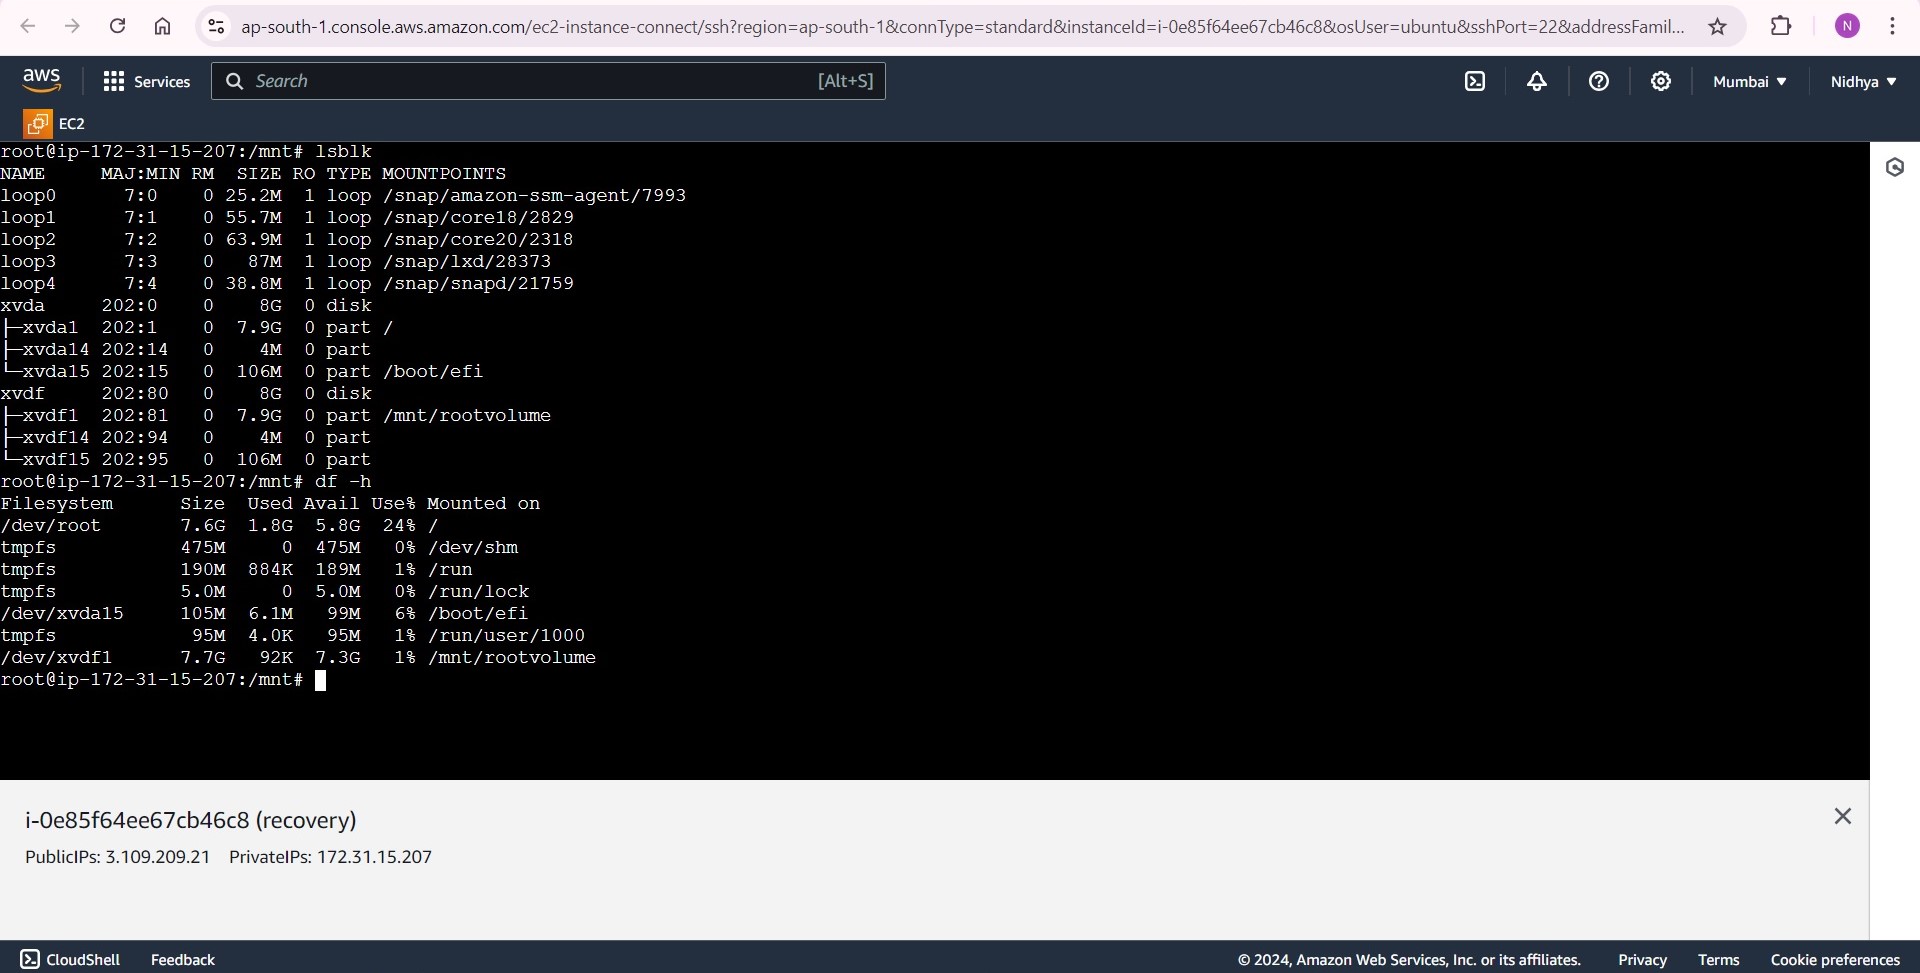 ap-south-1.console.aws.amazon.com/ec2-instance-connect/ssh?region=ap-south-1&connType=standard&instanceId=i-0e85f64ee67cb46c8&osUser=ubuntu&sshPort=22&addressFamil...
N
aws
Services
Search
[Alt+S]
Mumbai ▼
Nidhya ▼
EC2
root@ip-172-31-15-207:/mnt# lsblk
NAME     MAJ:MIN RM  SIZE RO TYPE MOUNTPOINTS
loop0      7:0    0 25.2M  1 loop /snap/amazon-ssm-agent/7993
loop1      7:1    0 55.7M  1 loop /snap/core18/2829
loop2      7:2    0 63.9M  1 loop /snap/core20/2318
loop3      7:3    0   87M  1 loop /snap/lxd/28373
loop4      7:4    0 38.8M  1 loop /snap/snapd/21759
xvda     202:0    0    8G  0 disk
├─xvda1  202:1    0  7.9G  0 part /
├─xvda14 202:14   0    4M  0 part
└─xvda15 202:15   0  106M  0 part /boot/efi
xvdf     202:80   0    8G  0 disk
├─xvdf1  202:81   0  7.9G  0 part /mnt/rootvolume
├─xvdf14 202:94   0    4M  0 part
└─xvdf15 202:95   0  106M  0 part
root@ip-172-31-15-207:/mnt# df -h
Filesystem      Size  Used Avail Use% Mounted on
/dev/root       7.6G  1.8G  5.8G  24% /
tmpfs           475M     0  475M   0% /dev/shm
tmpfs           190M  884K  189M   1% /run
tmpfs           5.0M     0  5.0M   0% /run/lock
/dev/xvda15     105M  6.1M   99M   6% /boot/efi
tmpfs            95M  4.0K   95M   1% /run/user/1000
/dev/xvdf1      7.7G   92K  7.3G   1% /mnt/rootvolume
root@ip-172-31-15-207:/mnt#
i-0e85f64ee67cb46c8 (recovery)
PublicIPs: 3.109.209.21 PrivateIPs: 172.31.15.207
CloudShell Feedback © 2024, Amazon Web Services, Inc. or its affiliates. Privacy Terms Cookie preferences